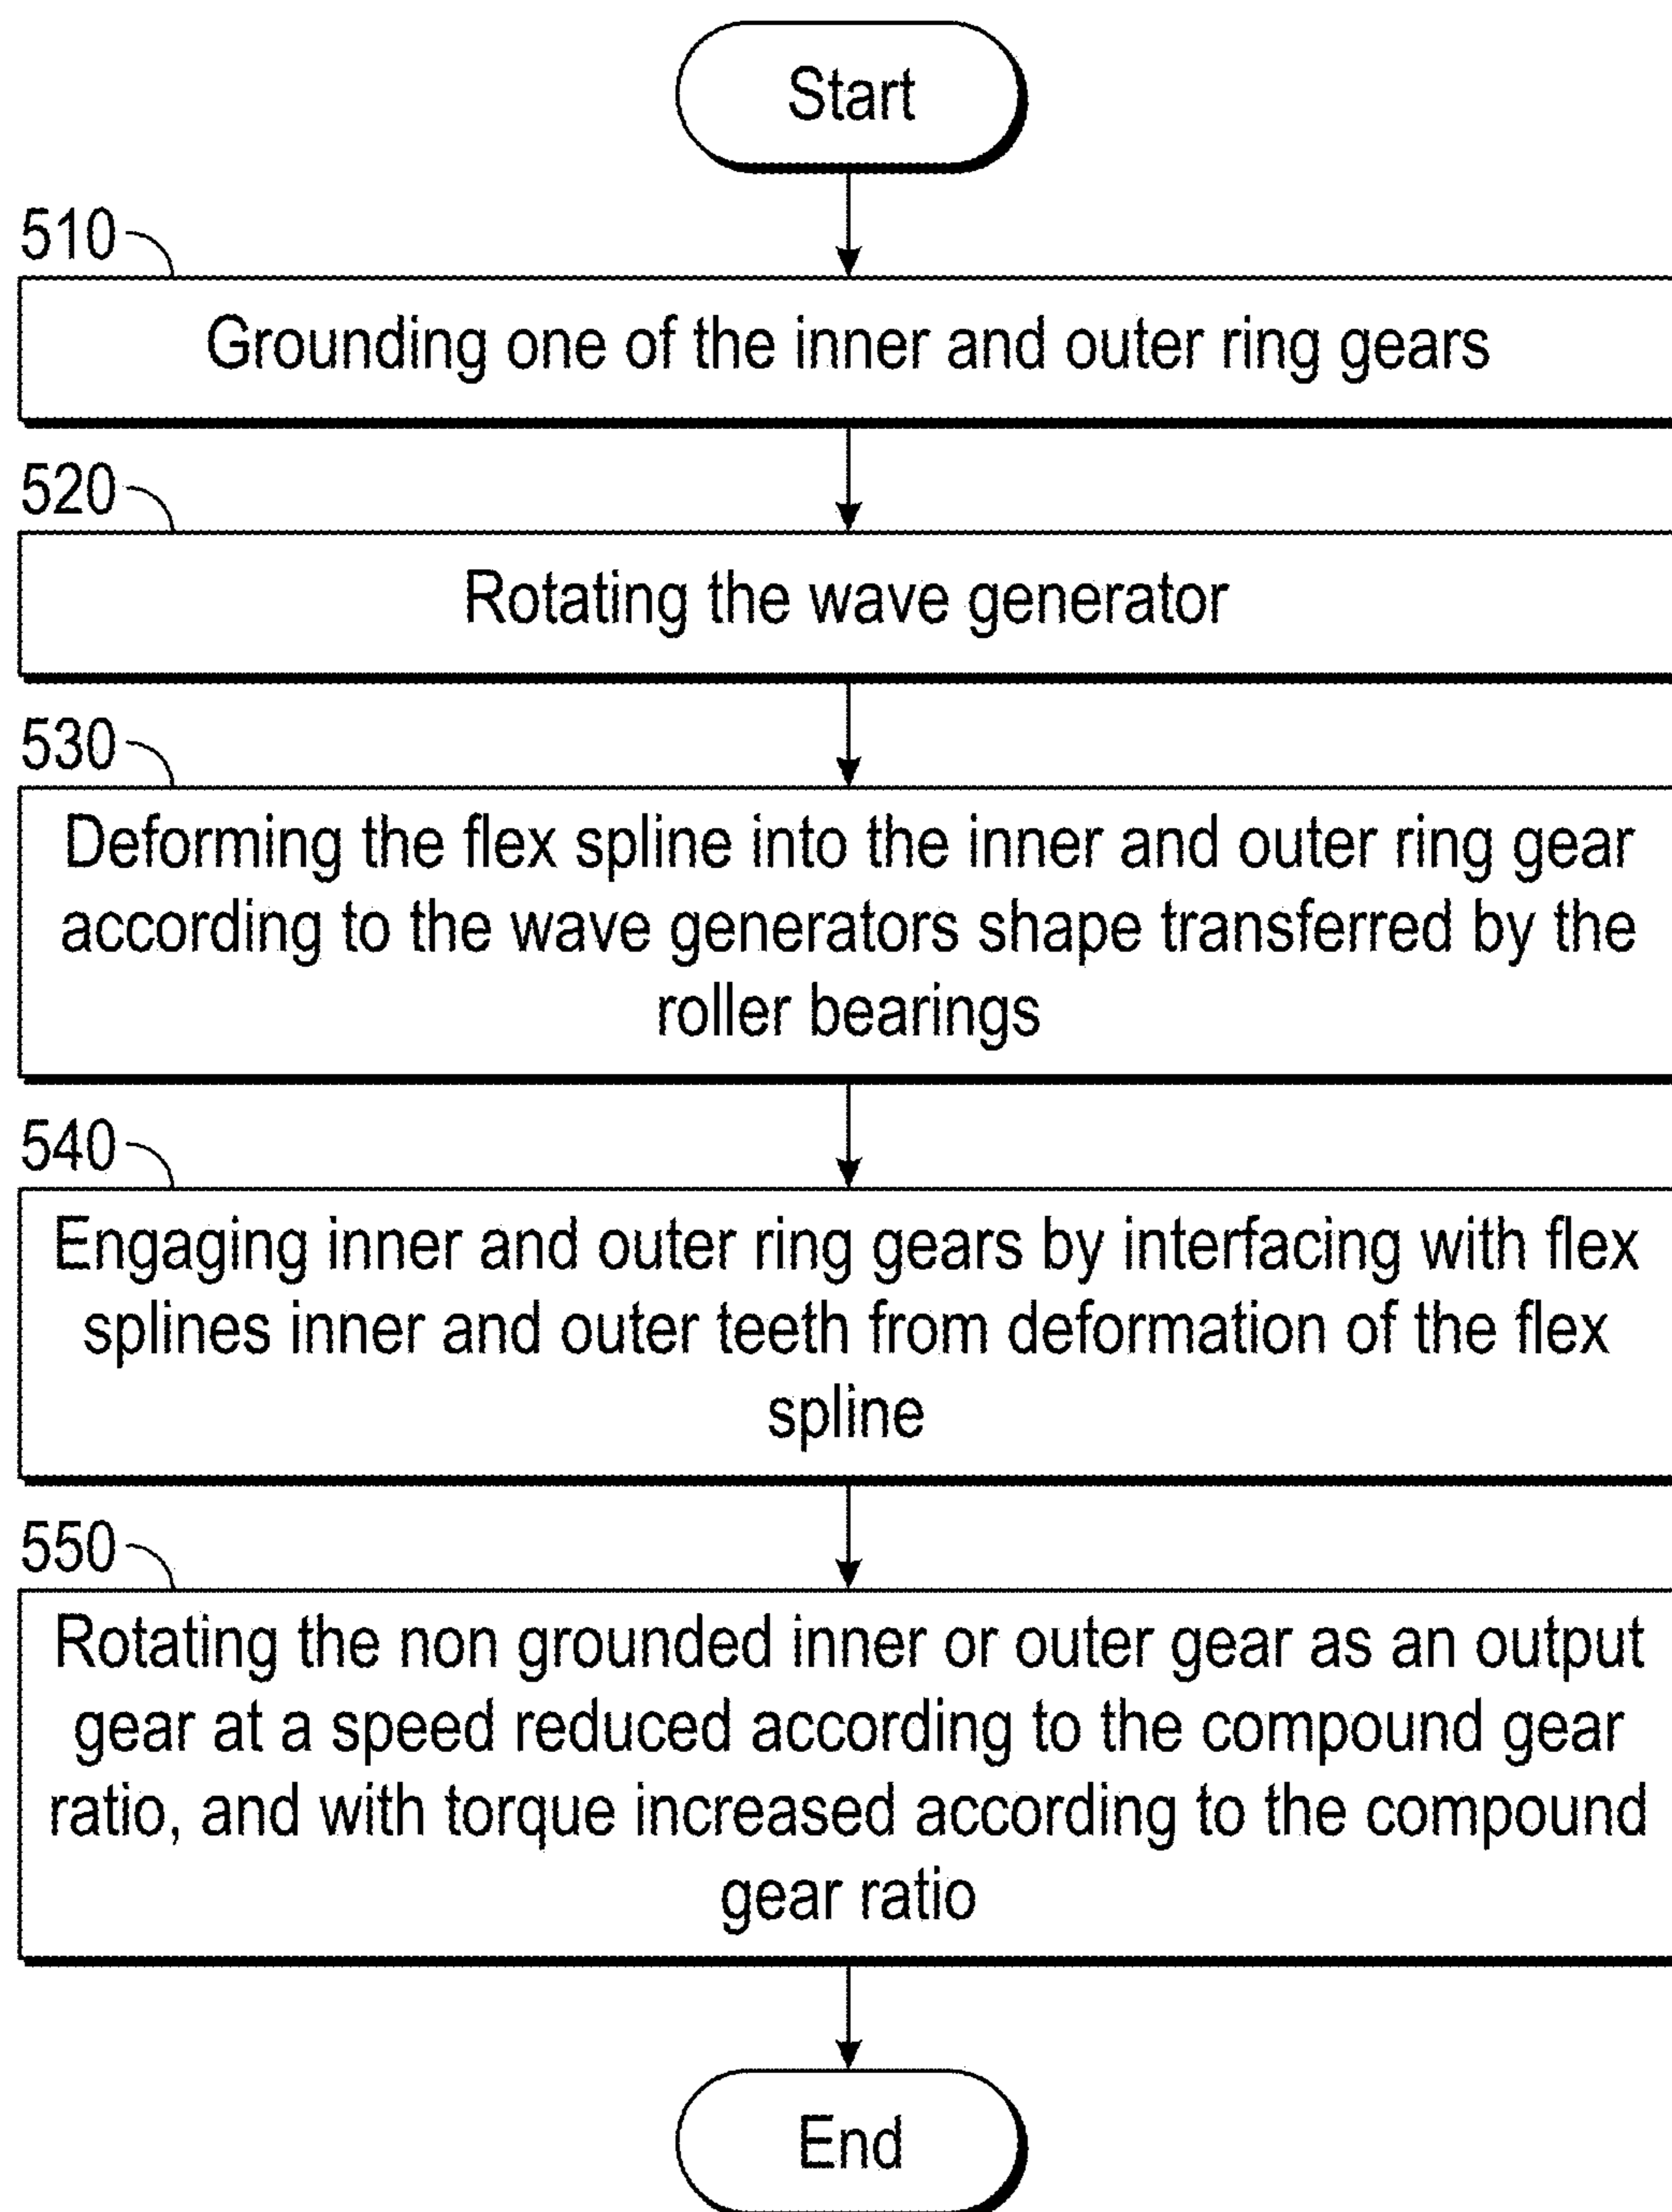 Start
510
Grounding one of the inner and outer ring gears
520
Rotating the wave generator
530
Deforming the flex spline into the inner and outer ring gear
according to the wave generators shape transferred by the
roller bearings
540
Engaging inner and outer ring gears by interfacing with flex
splines inner and outer teeth from deformation of the flex
spline
550
Rotating the non grounded inner or outer gear as an output
gear at a speed reduced according to the compound gear
ratio, and with torque increased according to the compound
gear ratio
End